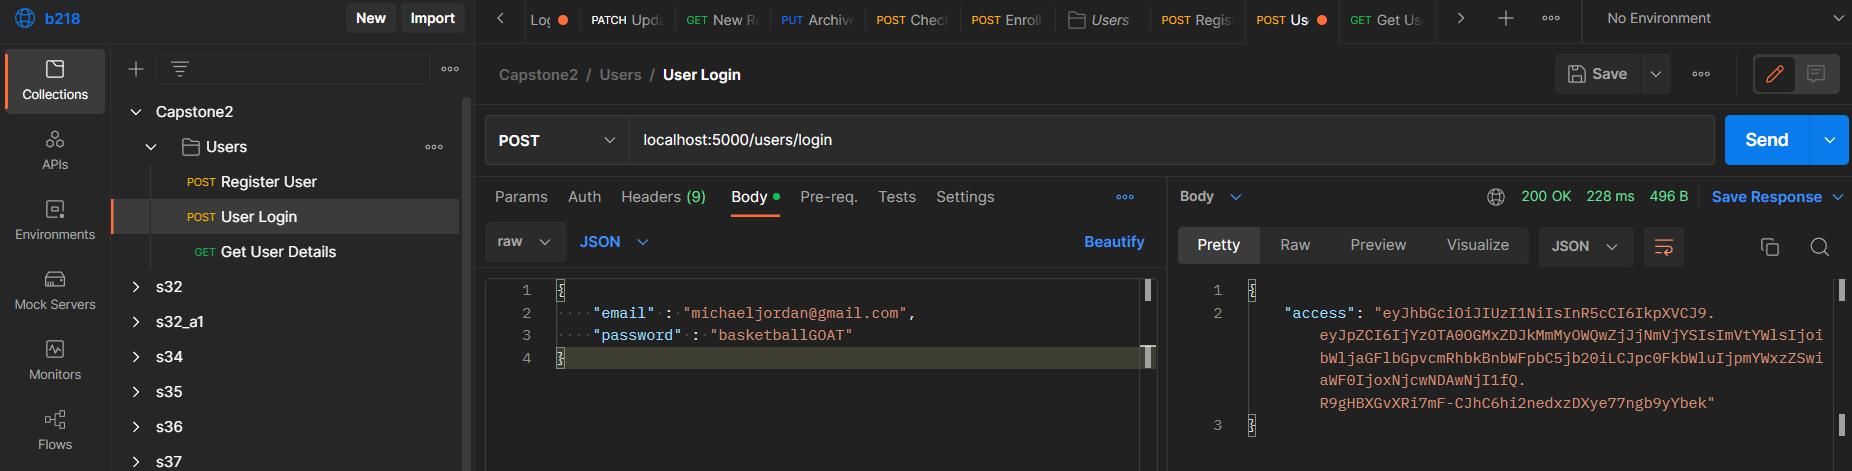 b218
New
Import
Log
PATCH Upda
GET New R
PUT Archive
POST Chec
POST Enroll
Users
POST Regis
POST Use
GET Get Use
No Environment
Collections
APIs
Environments
Mock Servers
Monitors
Flows
Capstone2
Users
POST Register User
POST User Login
GET Get User Details
s32
s32_a1
s34
s35
s36
s37
Capstone2 / Users / User Login
Save
POST
localhost:5000/users/login
Send
Params Auth Headers (9) Body Pre-req. Tests Settings
raw JSON Beautify
1 {
2 "email" : "michaeljordan@gmail.com",
3 "password" : "basketballGOAT"
4 }
Body 200 OK 228 ms 496 B Save Response
Pretty Raw Preview Visualize JSON
1 {
2 "access": "eyJhbGciOiJIUzI1NiIsInR5cCI6IkpXVCJ9.
eyJpZCI6IjYzOTA0OGMxZDJkMmMyOWQwZjJjNmVjYSIsImVtYWlsIjoi
bWljaGFlbGpvcmRhbkBnbWFpbC5jb20iLCJpc0FkbWluIjpmYWxzZSwi
aWF0IjoxNjcwNDAwNjI1fQ.
R9gHBXGvXRi7mF-CJhC6hi2nedxzDXye77ngb9yYbek"
3 }